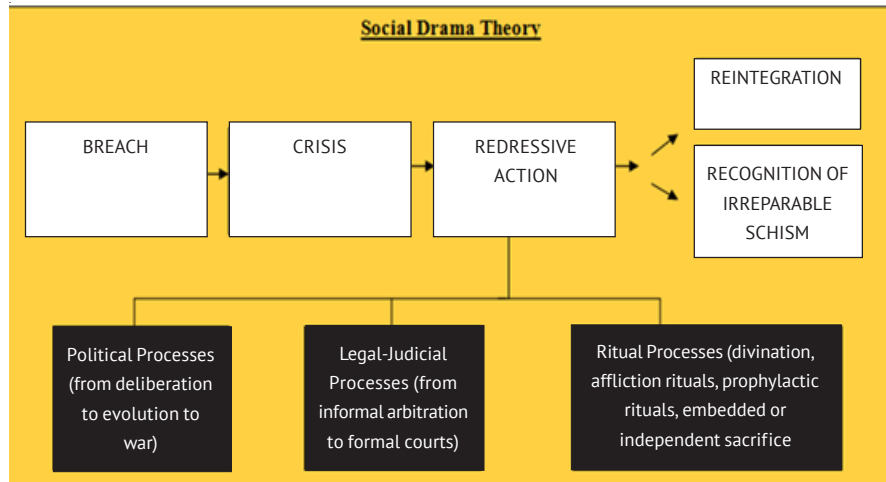 Social Drama Theory
BREACH
CRISIS
REDRESSIVE
ACTION
REINTEGRATION
RECOGNITION OF
IRREPARABLE
SCHISM
Political Processes
(from deliberation
to evolution to
war)
Legal-Judicial
Processes (from
informal arbitration
to formal courts)
Ritual Processes (divination,
affliction rituals, prophylactic
rituals, embedded or
independent sacrifice